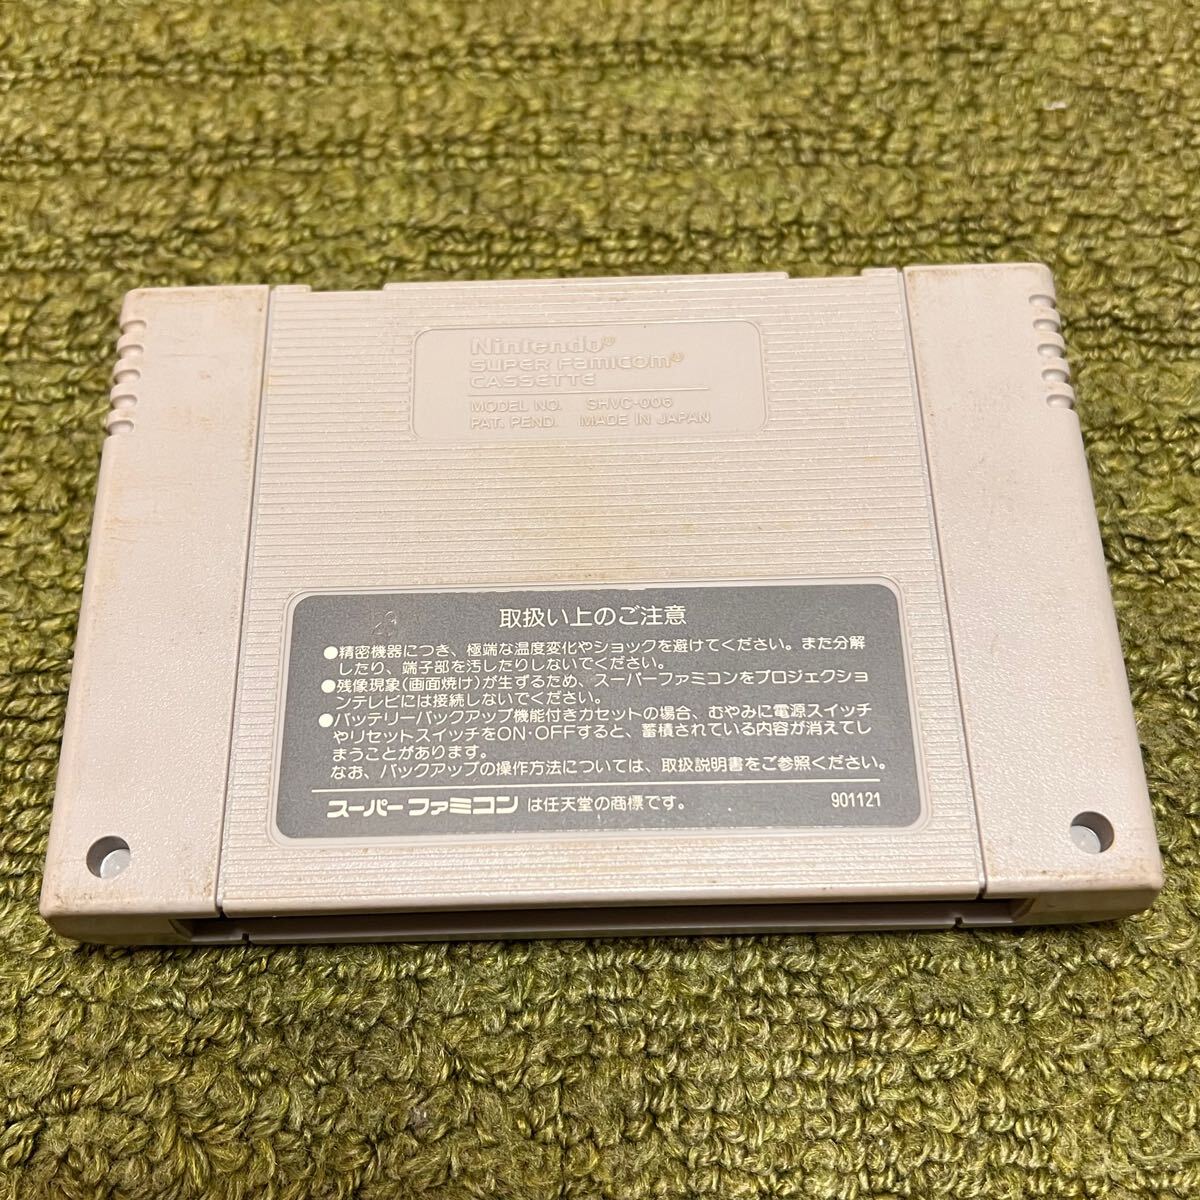 Nintendo®
SUPER Famicom®
CASSETTE
MODEL NO. SHVC-006
PAT. PEND. MADE IN JAPAN
取扱い上のご注意
●精密機器につき、極端な温度変化やショックを避けてください。また分解
したり、端子部を汚したりしないでください。
●残像現象(画面焼け)が生ずるため、スーパーファミコンをプロジェクショ
ンテレビには接続しないでください。
●バッテリーバックアップ機能付きカセットの場合、むやみに電源スイッチ
やリセットスイッチをON・OFFすると、蓄積されている内容が消えてし
まうことがあります。
なお、バックアップの操作方法については、取扱説明書をご参照ください。
スーパーファミコン は任天堂の商標です。 901121